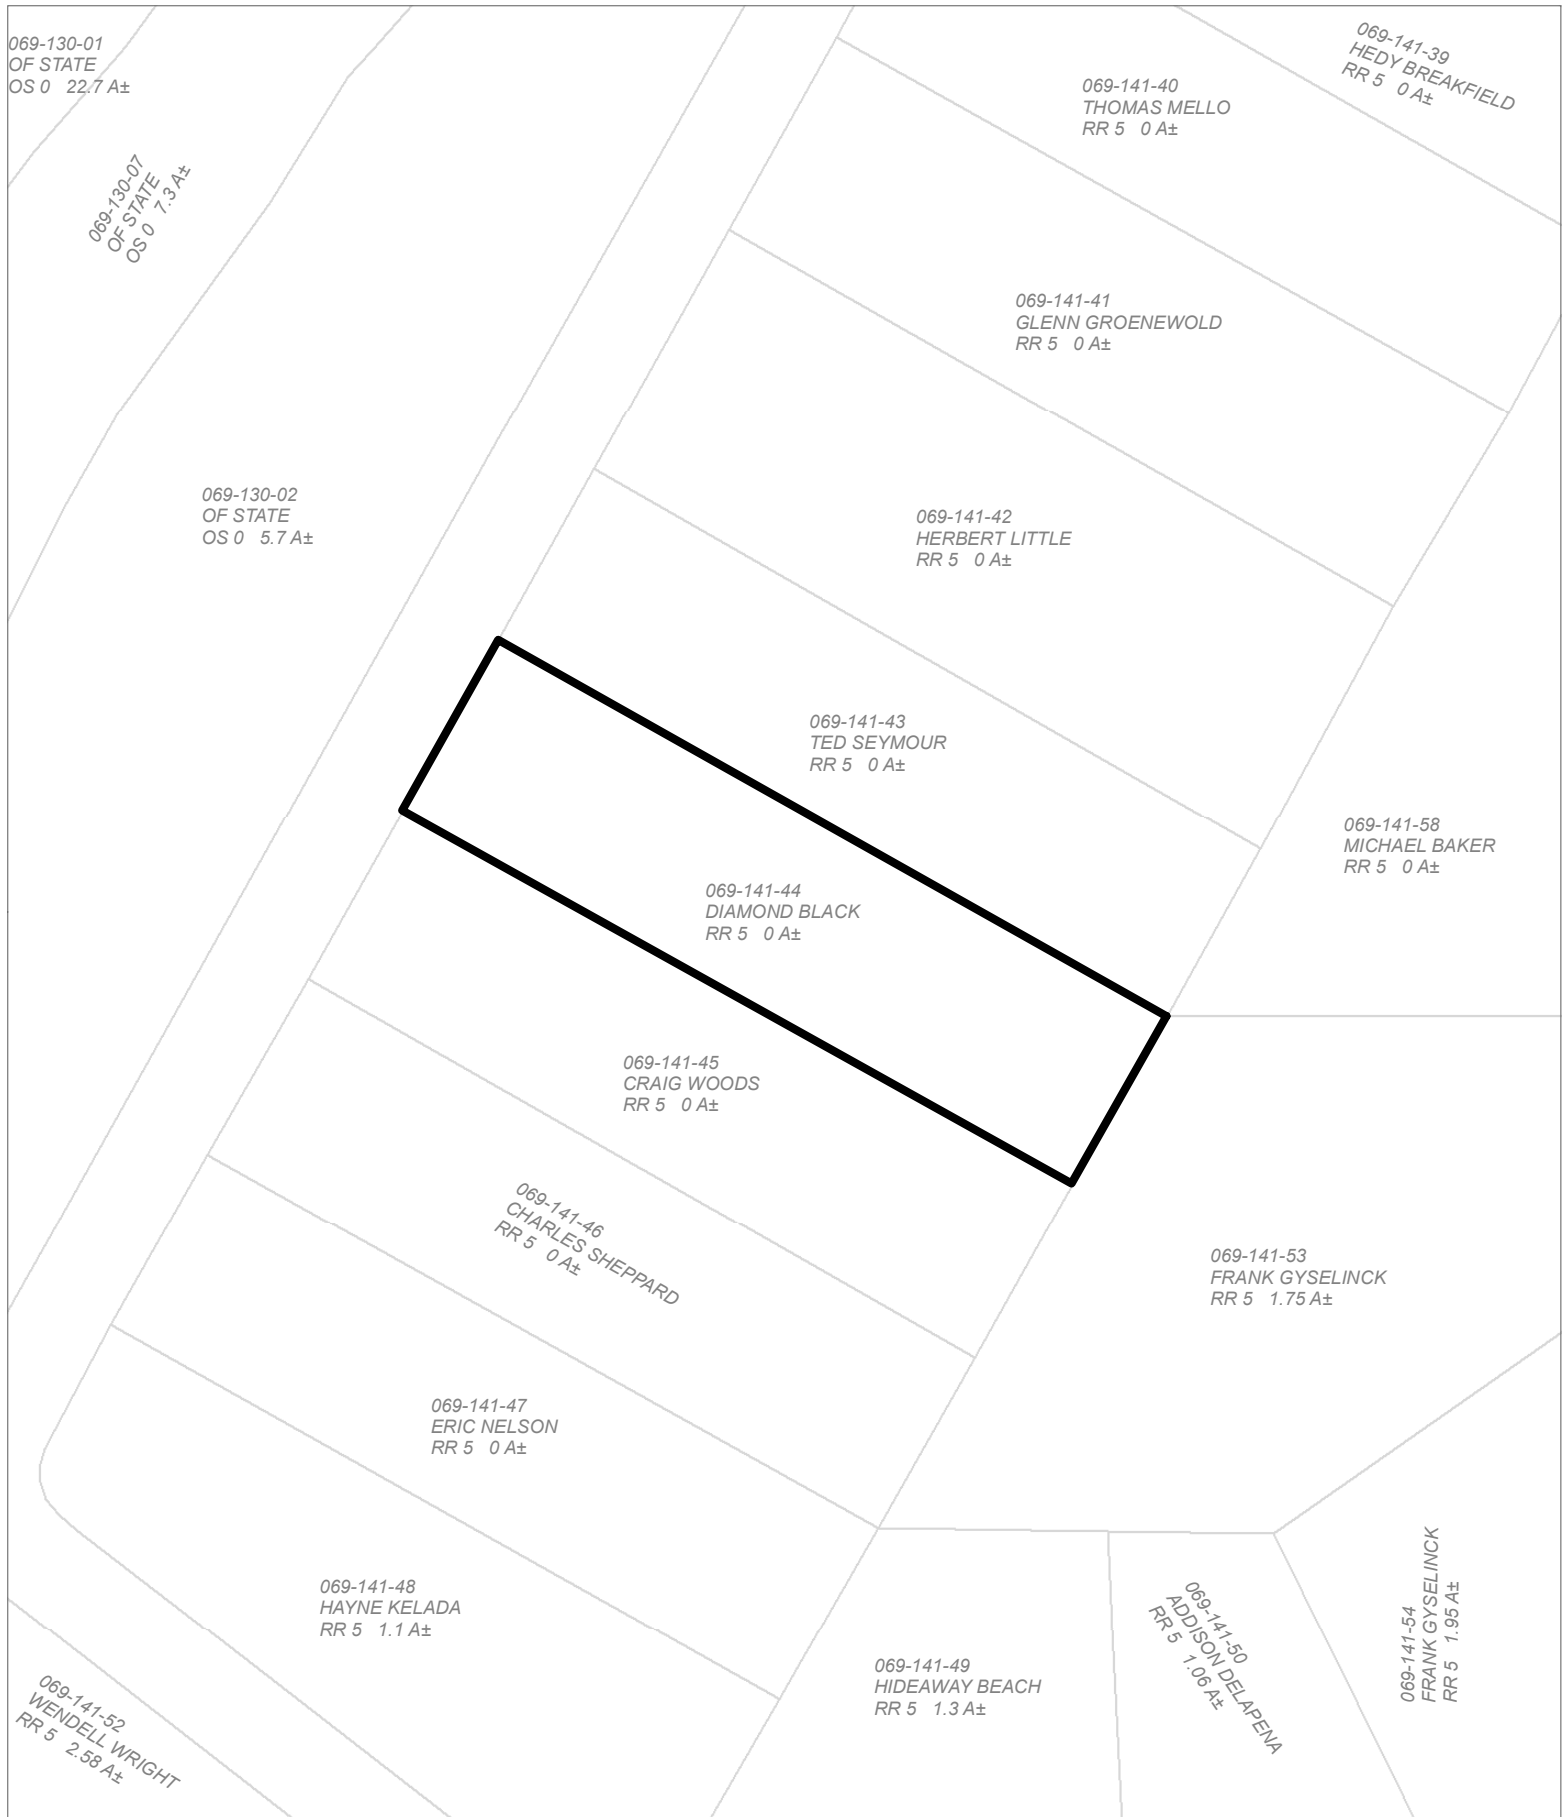 069-130-01
OF STATE
OS 0 22.7 A±
069-141-39
HEDY BREAKFIELD
RR 5 0 A±
069-141-40
THOMAS MELLO
RR 5 0 A±
069-130-07
OF STATE
OS 0 7.3 A±
069-141-41
GLENN GROENEWOLD
RR 5 0 A±
069-130-02
OF STATE
OS 0 5.7 A±
069-141-42
HERBERT LITTLE
RR 5 0 A±
069-141-43
TED SEYMOUR
RR 5 0 A±
069-141-58
MICHAEL BAKER
RR 5 0 A±
069-141-44
DIAMOND BLACK
RR 5 0 A±
069-141-45
CRAIG WOODS
RR 5 0 A±
069-141-46
CHARLES SHEPPARD
RR 5 0 A±
069-141-53
FRANK GYSELINCK
RR 5 1.75 A±
069-141-47
ERIC NELSON
RR 5 0 A±
069-141-48
HAYNE KELADA
RR 5 1.1 A±
069-141-54
FRANK GYSELINCK
RR 5 1.95 A±
069-141-50
ADDISON DELAPENA
RR 5 1.06 A±
069-141-49
HIDEAWAY BEACH
RR 5 1.3 A±
069-141-52
WENDELL WRIGHT
RR 5 2.58 A±